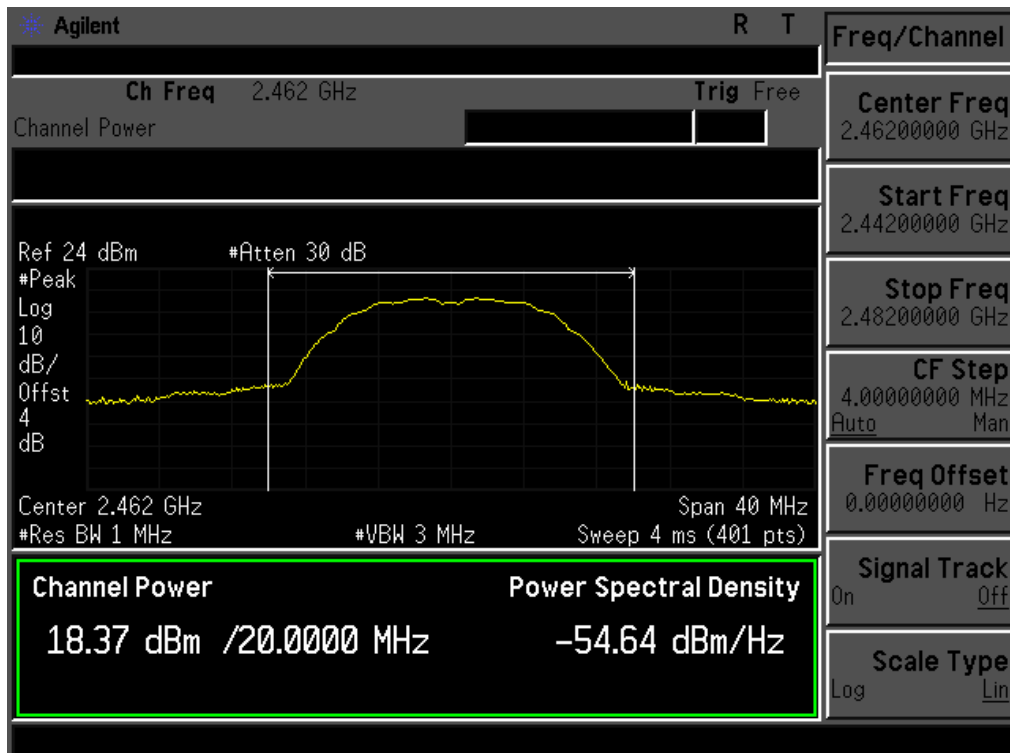 Agilent
R T
Freq/Channel
Ch Freq 2.462 GHz
Trig Free
Channel Power
Center Freq
2.46200000 GHz
Start Freq
2.44200000 GHz
Stop Freq
2.48200000 GHz
CF Step
4.00000000 MHz
Auto Man
Freq Offset
0.00000000 Hz
Signal Track
On Off
Scale Type
Log Lin
Ref 24 dBm
#Atten 30 dB
#Peak
Log
10
dB/
Offst
4
dB
Center 2.462 GHz
Span 40 MHz
#Res BW 1 MHz
#VBW 3 MHz
Sweep 4 ms (401 pts)
Channel Power
Power Spectral Density
18.37 dBm /20.0000 MHz
-54.64 dBm/Hz